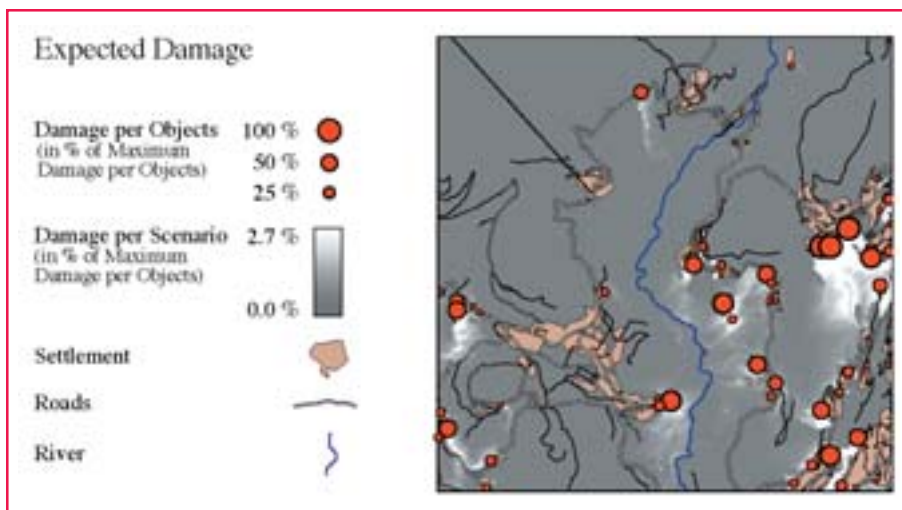 Expected Damage
Damage per Objects 100 %
(in % of Maximum
Damage per Objects) 50 %
25 %
Damage per Scenario 2.7 %
(in % of Maximum
Damage per Objects)
0.0 %
Settlement
Roads
River